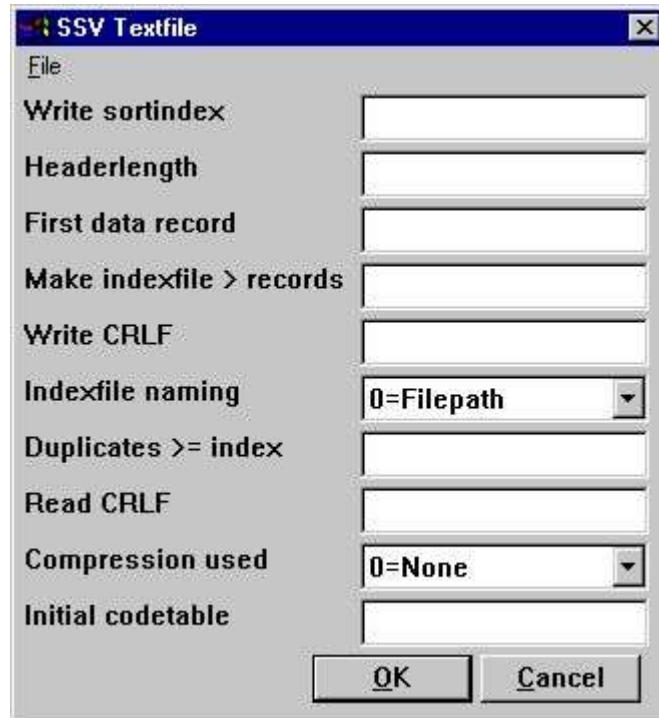 SSV Textfile
File
Write sortindex
Headerlength
First data record
Make indexfile > records
Write CRLF
Indexfile naming 0=Filepath
Duplicates >= index
Read CRLF
Compression used 0=None
Initial codetable
OK Cancel